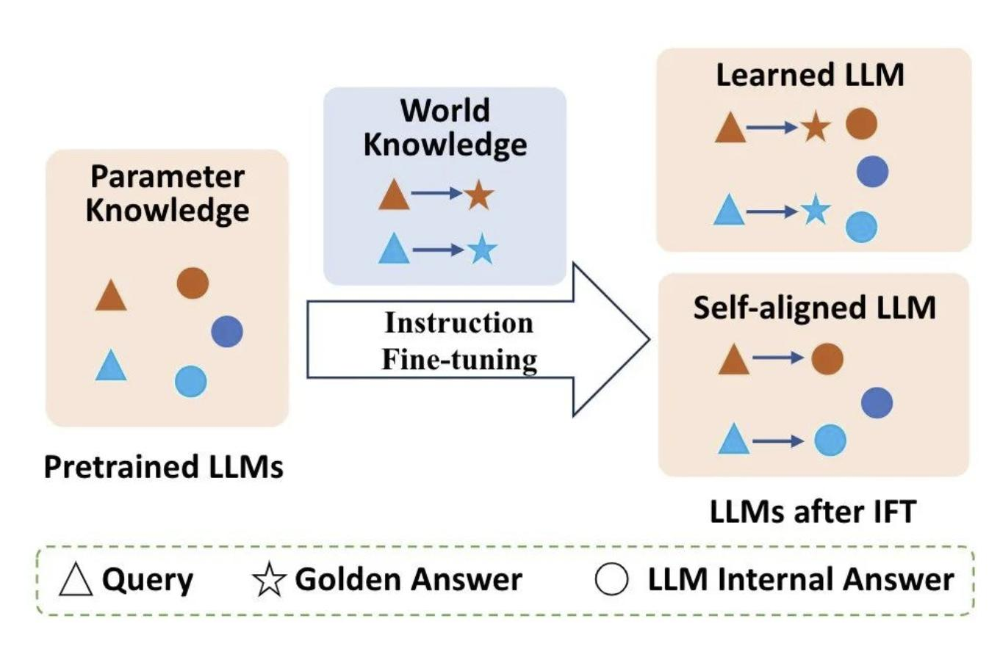 Parameter
Knowledge
Pretrained LLMs
World
Knowledge
Instruction
Fine-tuning
Learned LLM
Self-aligned LLM
LLMs after IFT
Query
Golden Answer
LLM Internal Answer